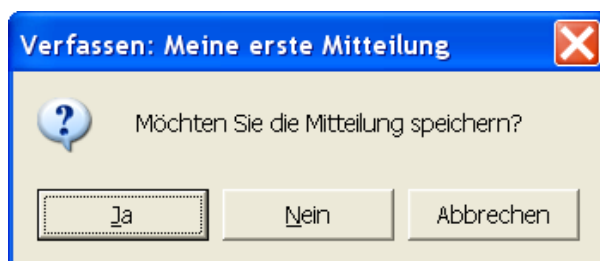 Verfassen: Meine erste Mitteilung
Möchten Sie die Mitteilung speichern?
Ja Nein Abbrechen